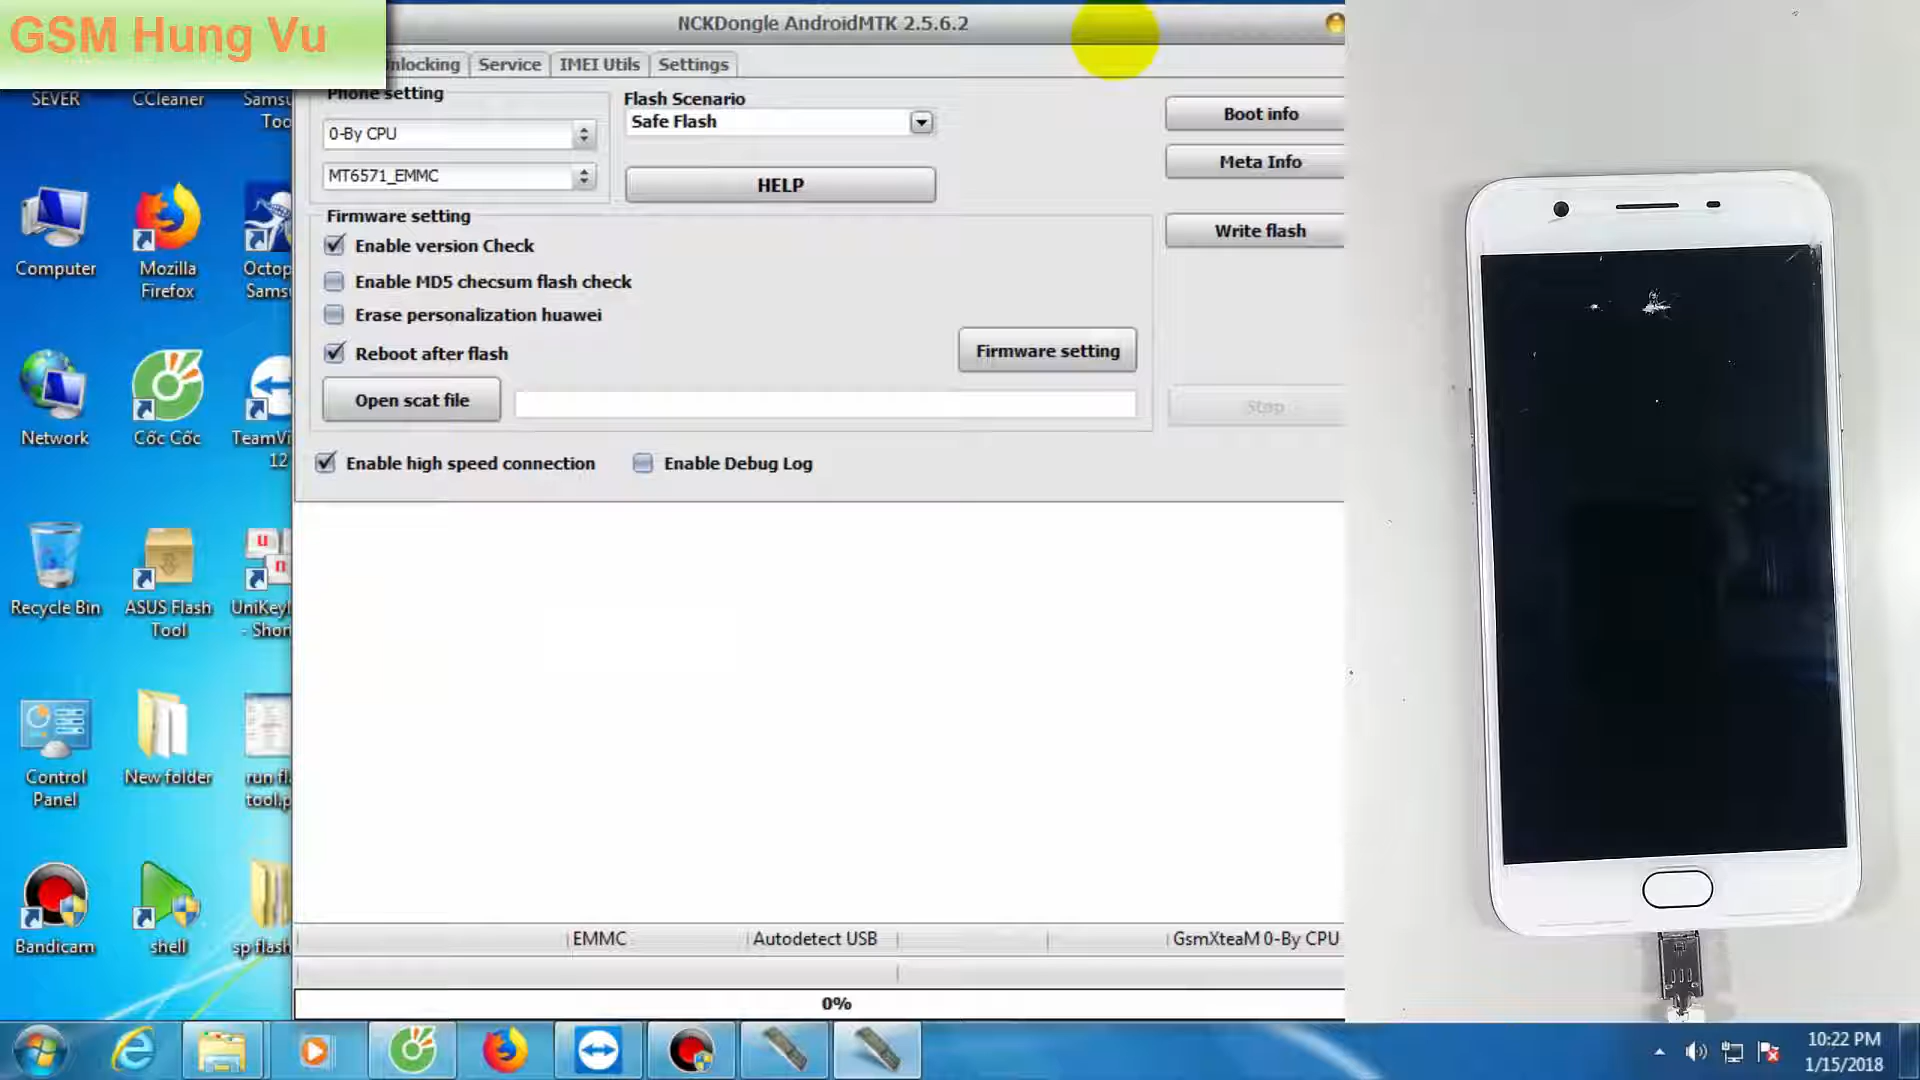 GSM Hung Vu
NCKDongle AndroidMTK 2.5.6.2
nlocking
Service
IMEI Utils
Settings
SEVER
CCleaner
Samsu
Too
Computer
Mozilla
Firefox
Octop
Samsu
Network
Cốc Cốc
TeamVi
12
Recycle Bin
ASUS Flash
Tool
UniKey
- Shor
Control
Panel
New folder
run fl
tool.p
Bandicam
shell
sp flash
Phone setting
0-By CPU
MT6571_EMMC
Flash Scenario
Safe Flash
HELP
Boot info
Meta Info
Write flash
Stop
Firmware setting
Enable version Check
Enable MD5 checsum flash check
Erase personalization huawei
Reboot after flash
Firmware setting
Open scat file
Enable high speed connection
Enable Debug Log
EMMC
Autodetect USB
GsmXteaM 0-By CPU
0%
10:22 PM
1/15/2018